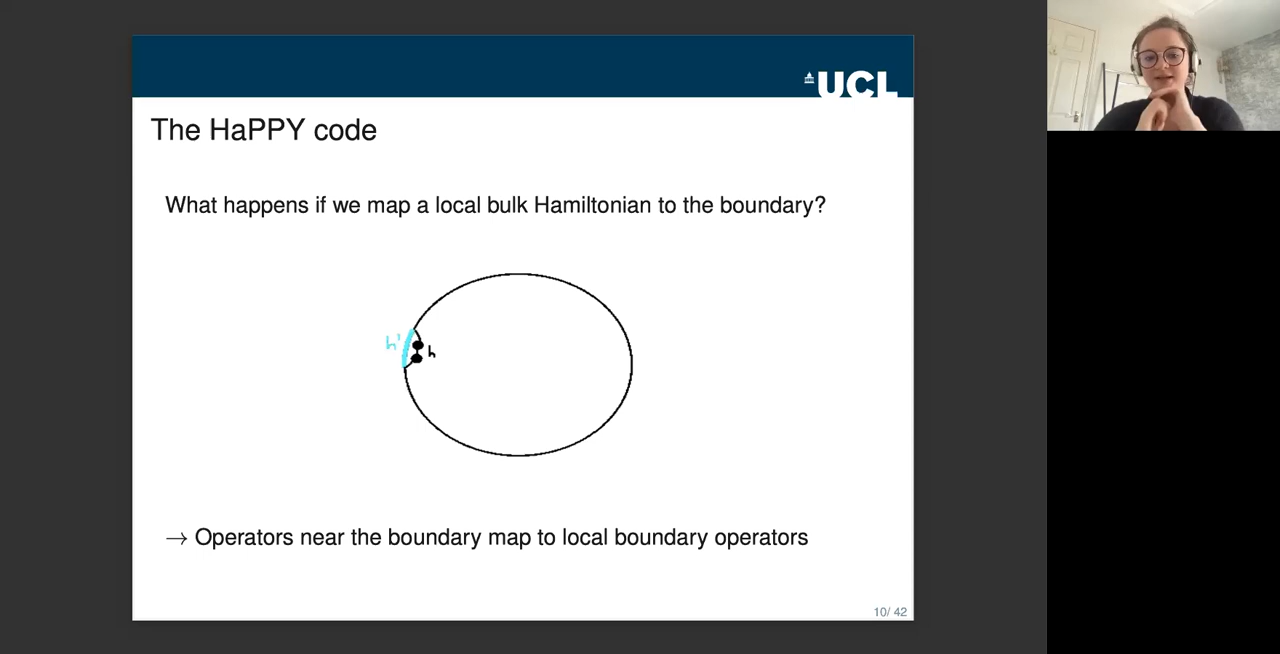 UCL
The HaPPY code
What happens if we map a local bulk Hamiltonian to the boundary?
h'
h
→ Operators near the boundary map to local boundary operators
10/ 42